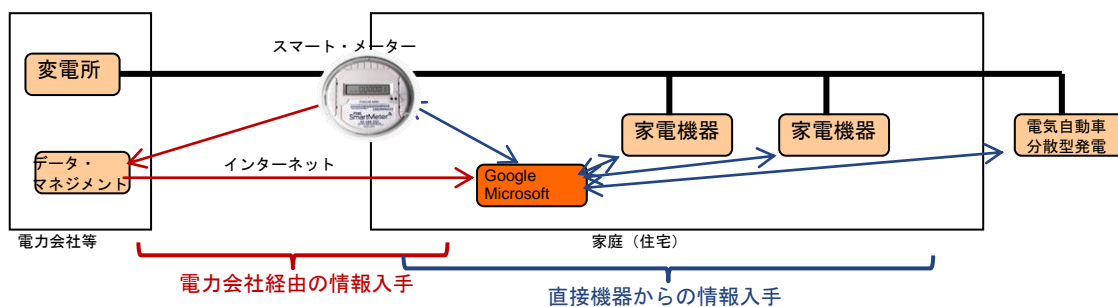 スマート・メーター
変電所
SmartMeter
家電機器
家電機器
電気自動車
分散型発電
データ・
マネジメント
インターネット
Google
Microsoft
電力会社等
家庭（住宅）
電力会社経由の情報入手
直接機器からの情報入手